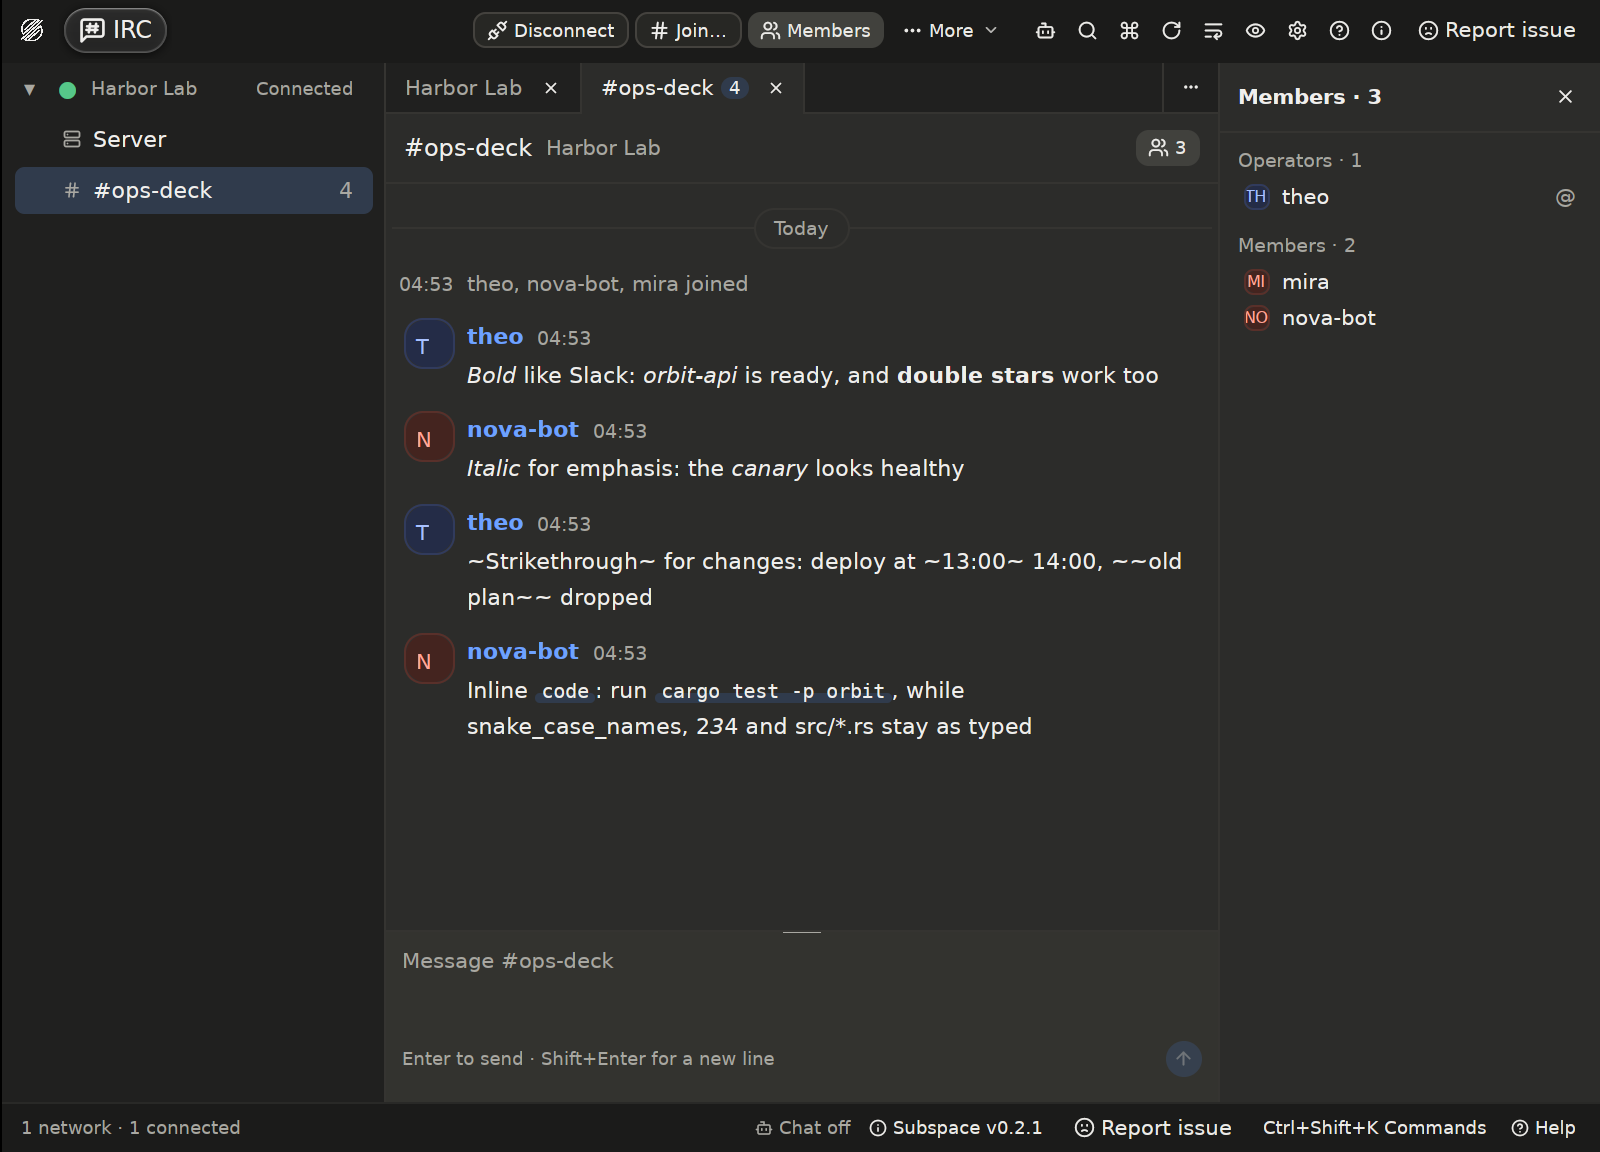 IRC
Disconnect
Join...
Members
More
Report issue
Harbor Lab
Connected
Server
#ops-deck
4
Harbor Lab
#ops-deck 4
#ops-deck Harbor Lab
3
Today
04:53 theo, nova-bot, mira joined
T
theo 04:53
Bold like Slack: orbit-api is ready, and double stars work too
N
nova-bot 04:53
Italic for emphasis: the canary looks healthy
T
theo 04:53
~Strikethrough~ for changes: deploy at ~13:00~ 14:00, ~~old
plan~~ dropped
N
nova-bot 04:53
Inline code: run cargo test -p orbit, while
snake_case_names, 234 and src/*.rs stay as typed
Message #ops-deck
Enter to send · Shift+Enter for a new line
Members · 3
Operators · 1
TH theo @
Members · 2
MI mira
NO nova-bot
1 network · 1 connected
Chat off
Subspace v0.2.1
Report issue
Ctrl+Shift+K Commands
Help